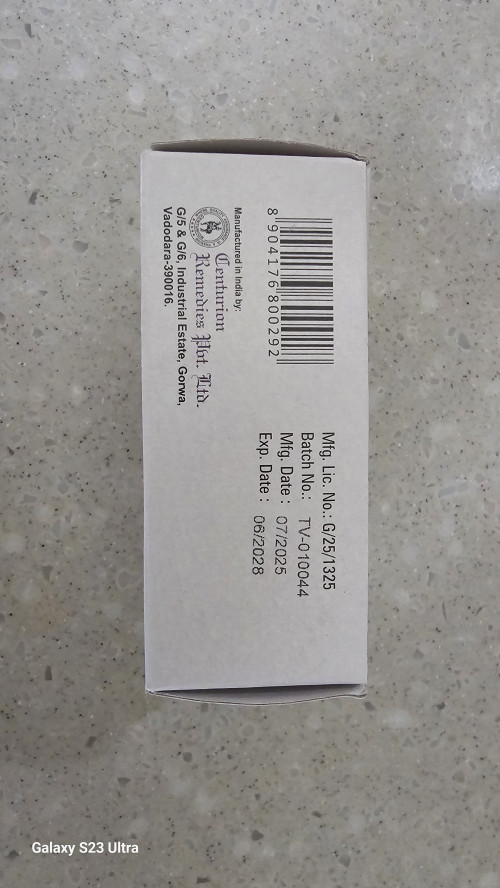 8 904176 800292
Manufactured in India by:
Centurion
Remedies Pvt. Ltd.
G/5 & G/6, Industrial Estate, Gorwa,
Vadodara-390016.
Mfg. Lic. No.: G/25/1325
Batch No.: TV-010044
Mfg. Date : 07/2025
Exp. Date : 06/2028
Galaxy S23 Ultra